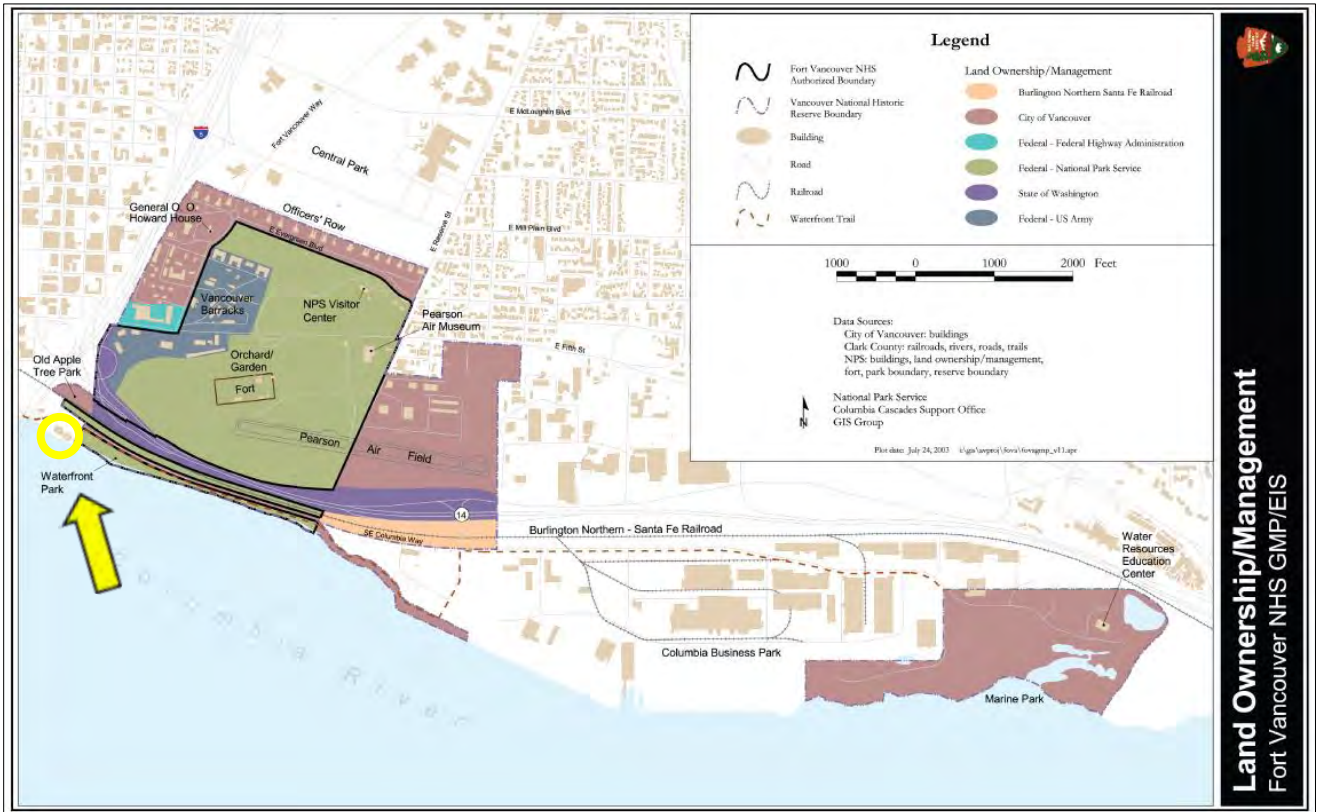 Legend
Fort Vancouver NHS
Authorized Boundary
Vancouver National Historic
Reserve Boundary
Building
Road
Railroad
Waterfront Trail
Land Ownership/Management
Burlington Northern Santa Fe Railroad
City of Vancouver
Federal - Federal Highway Administration
Federal - National Park Service
State of Washington
Federal - US Army
1000 0 1000 2000 Feet
Data Sources:
City of Vancouver: buildings
Clark County: railroads, rivers, roads, trails
NPS: buildings, land ownership/management,
fort, park boundary, reserve boundary
N
National Park Service
Columbia Cascades Support Office
GIS Group
Plot date: July 24, 2003
5
Fort Vancouver Way
E McLoughlin Blvd
Central Park
General O. O.
Howard House
Officers' Row
E Evergreen Blvd
E Reserve St
E Mill Plain Blvd
Vancouver
Barracks
NPS Visitor
Center
Pearson
Air Museum
E Fifth St
Old Apple
Tree Park
Orchard/
Garden
Fort
Pearson Air Field
Waterfront
Park
14
SE Columbia Way
Burlington Northern - Santa Fe Railroad
Water
Resources
Education
Center
Columbia Business Park
Marine Park
Columbia River
Land Ownership/Management
Fort Vancouver NHS GMP/EIS